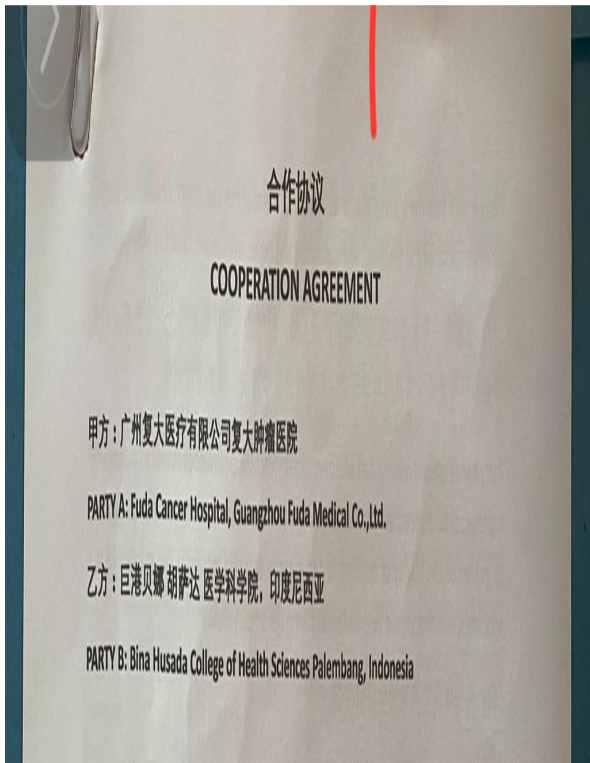 合作协议
COOPERATION AGREEMENT
甲方：广州复大医疗有限公司复大肿瘤医院
PARTY A: Fuda Cancer Hospital, Guangzhou Fuda Medical Co.,Ltd.
乙方：巨港贝娜 胡萨达 医学科学院，印度尼西亚
PARTY B: Bina Husada College of Health Sciences Palembang, Indonesia